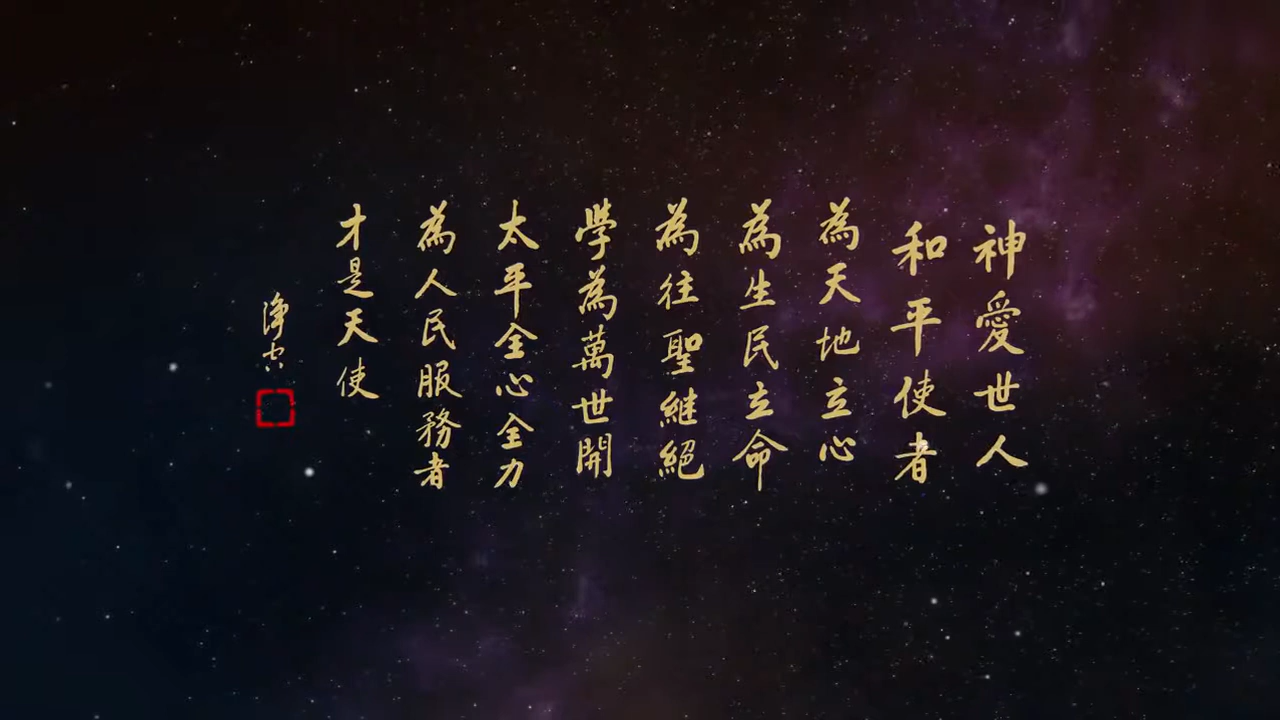 神愛世人
和平使者
為天地立心
為生民立命
為往聖継絕
學為萬世開
太平全心全力
為人民服務者
才是天使
淨空